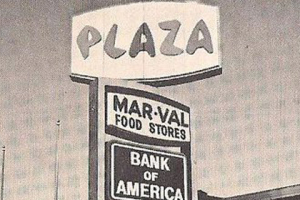 PLAZA
MAR-VAL
FOOD STORES
BANK
OF
AMERICA